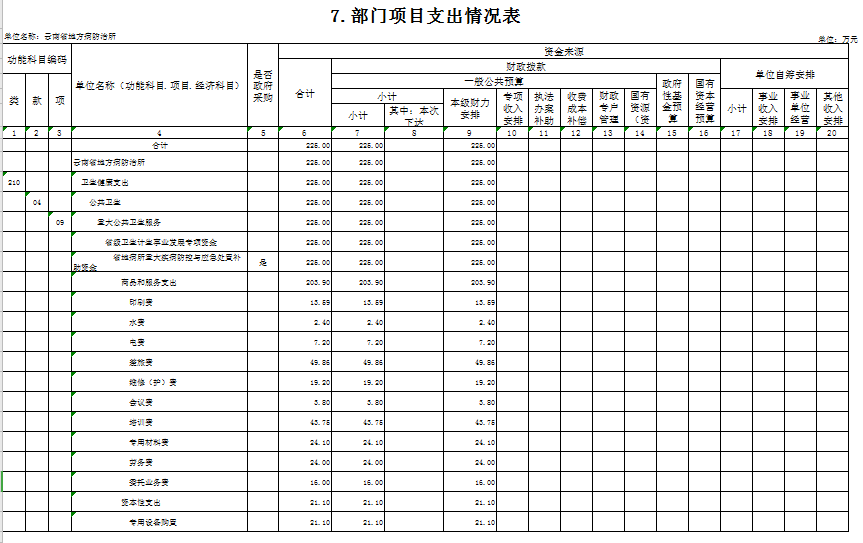 7.部门项目支出情况表
单位名称：云南省地方病防治所
单位：万元
功能科目编码 单位名称（功能科目.项目.经济科目） 是否政府采购 资金来源
合计 财政拨款 单位自筹安排
一般公共预算 政府性基金预算 国有资本经营预算
类 款 项 小计 本级财力安排 专项收入安排 执法办案补助 收费成本补偿 财政专户管理 国有资源（资 小计 事业收入安排 事业单位经营 其他收入安排
小计 其中：本次下达
1 2 3 4 5 6 7 8 9 10 11 12 13 14 15 16 17 18 19 20
合计 225.00 225.00 225.00
云南省地方病防治所 225.00 225.00 225.00
210 卫生健康支出 225.00 225.00 225.00
04 公共卫生 225.00 225.00 225.00
09 重大公共卫生服务 225.00 225.00 225.00
省级卫生计生事业发展专项资金 225.00 225.00 225.00
省地病所重大疾病防控与应急处置补助资金 是 225.00 225.00 225.00
商品和服务支出 203.90 203.90 203.90
印刷费 13.59 13.59 13.59
水费 2.40 2.40 2.40
电费 7.20 7.20 7.20
差旅费 49.86 49.86 49.86
维修（护）费 19.20 19.20 19.20
会议费 3.80 3.80 3.80
培训费 43.75 43.75 43.75
专用材料费 24.10 24.10 24.10
劳务费 24.00 24.00 24.00
委托业务费 16.00 16.00 16.00
资本性支出 21.10 21.10 21.10
专用设备购置 21.10 21.10 21.10